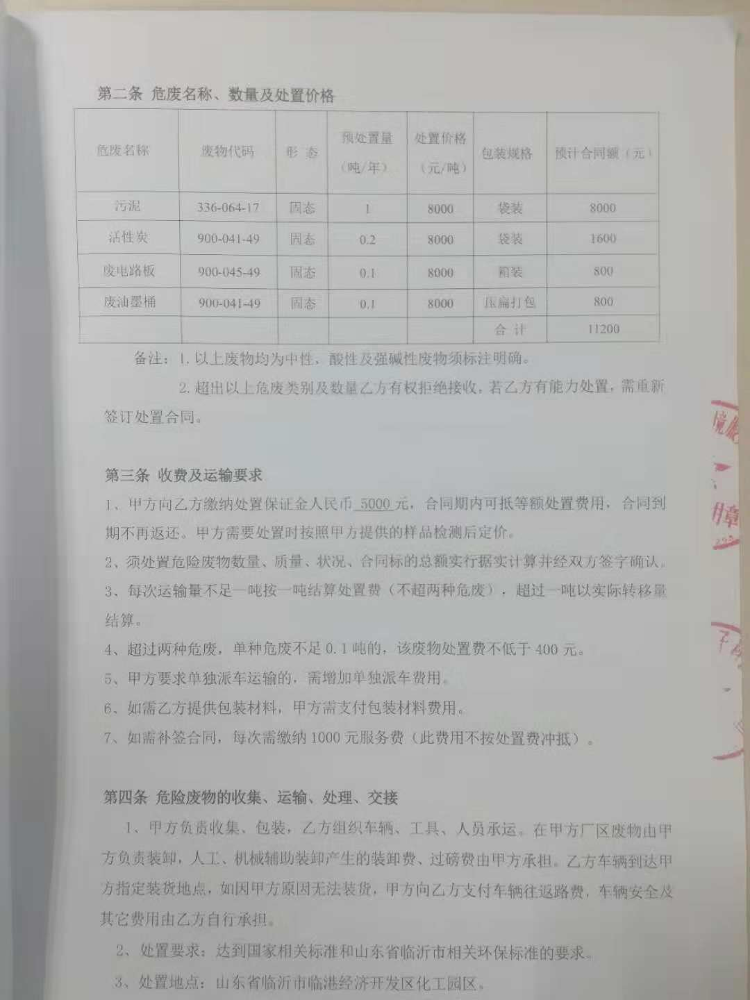 第二条 危废名称、数量及处置价格
危废名称 废物代码 形 态 预处置量（吨/年） 处置价格（元/吨） 包装规格 预计合同额（元）
污泥 336-064-17 固态 1 8000 袋装 8000
活性炭 900-041-49 固态 0.2 8000 袋装 1600
废电路板 900-045-49 固态 0.1 8000 箱装 800
废油墨桶 900-041-49 固态 0.1 8000 压扁打包 800
合 计 11200
备注：1.以上废物均为中性，酸性及强碱性废物须标注明确。
2.超出以上危废类别及数量乙方有权拒绝接收，若乙方有能力处置，需重新
签订处置合同。
第三条 收费及运输要求
1、甲方向乙方缴纳处置保证金人民币 5000 元，合同期内可抵等额处置费用，合同到
期不再返还。甲方需要处置时按照甲方提供的样品检测后定价。
2、须处置危险废物数量、质量、状况、合同标的总额实行据实计算并经双方签字确认。
3、每次运输量不足一吨按一吨结算处置费（不超两种危废），超过一吨以实际转移量
结算。
4、超过两种危废，单种危废不足 0.1 吨的，该废物处置费不低于 400 元。
5、甲方要求单独派车运输的，需增加单独派车费用。
6、如需乙方提供包装材料，甲方需支付包装材料费用。
7、如需补签合同，每次需缴纳 1000 元服务费（此费用不按处置费冲抵）。
第四条 危险废物的收集、运输、处理、交接
1、甲方负责收集、包装，乙方组织车辆、工具、人员承运。在甲方厂区废物由甲
方负责装卸，人工、机械辅助装卸产生的装卸费、过磅费由甲方承担。乙方车辆到达甲
方指定装货地点，如因甲方原因无法装货，甲方向乙方支付车辆往返路费，车辆安全及
其它费用由乙方自行承担。
2、处置要求：达到国家相关标准和山东省临沂市相关环保标准的要求。
3、处置地点：山东省临沂市临港经济开发区化工园区。